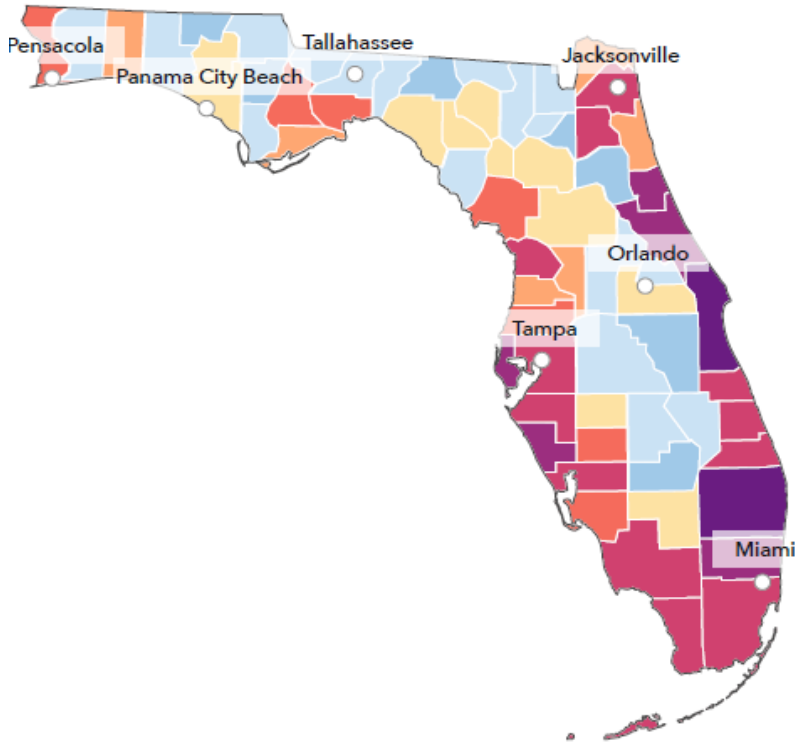 Pensacola
Tallahassee
Jacksonville
Panama City Beach
Orlando
Tampa
Miami